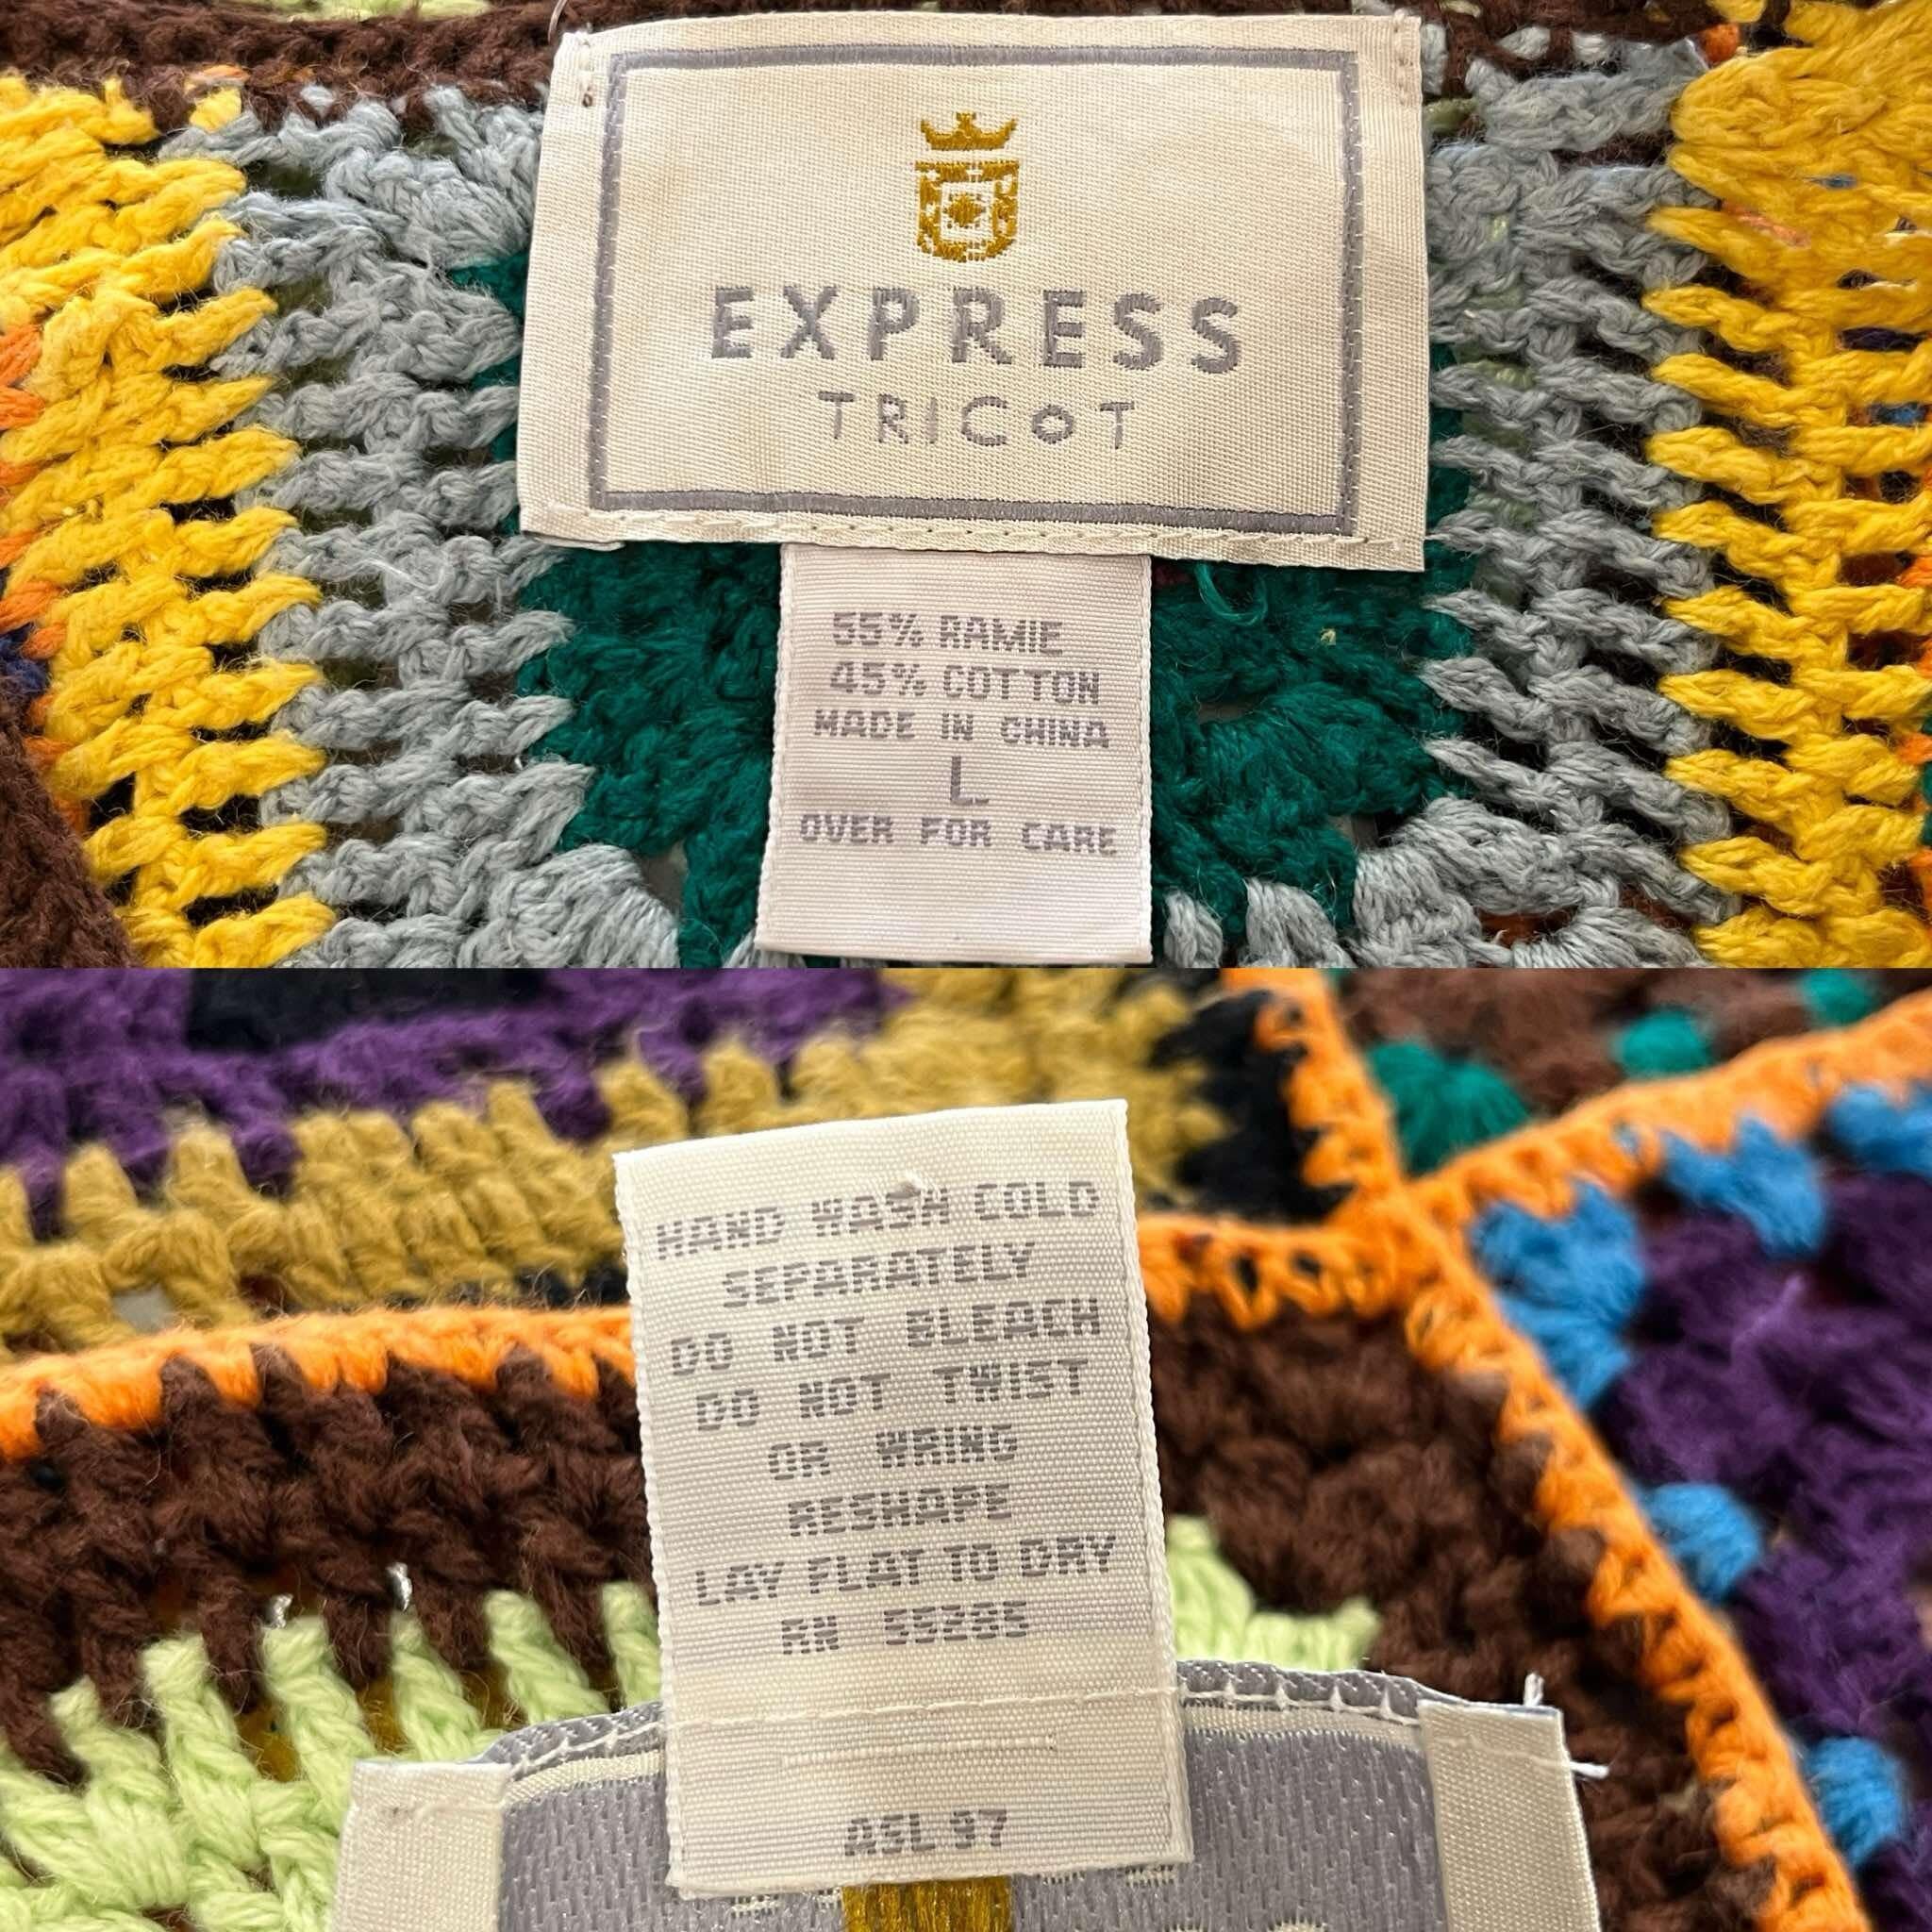 EXPRESS
TRICOT
55% RAMIE
45% COTTON
MADE IN CHINA
L
OVER FOR CARE
HAND WASH COLD
SEPARATELY
DO NOT BLEACH
DO NOT TWIST
OR WRING
RESHAPE
LAY FLAT TO DRY
RN 55285
ASL 97